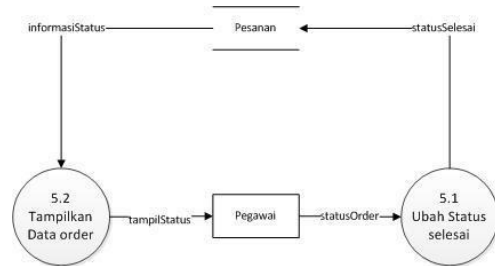 informasiStatus
Pesanan
statusSelesai
5.2
Tampilkan
Data order
tampilStatus
Pegawai
statusOrder
5.1
Ubah Status
selesai